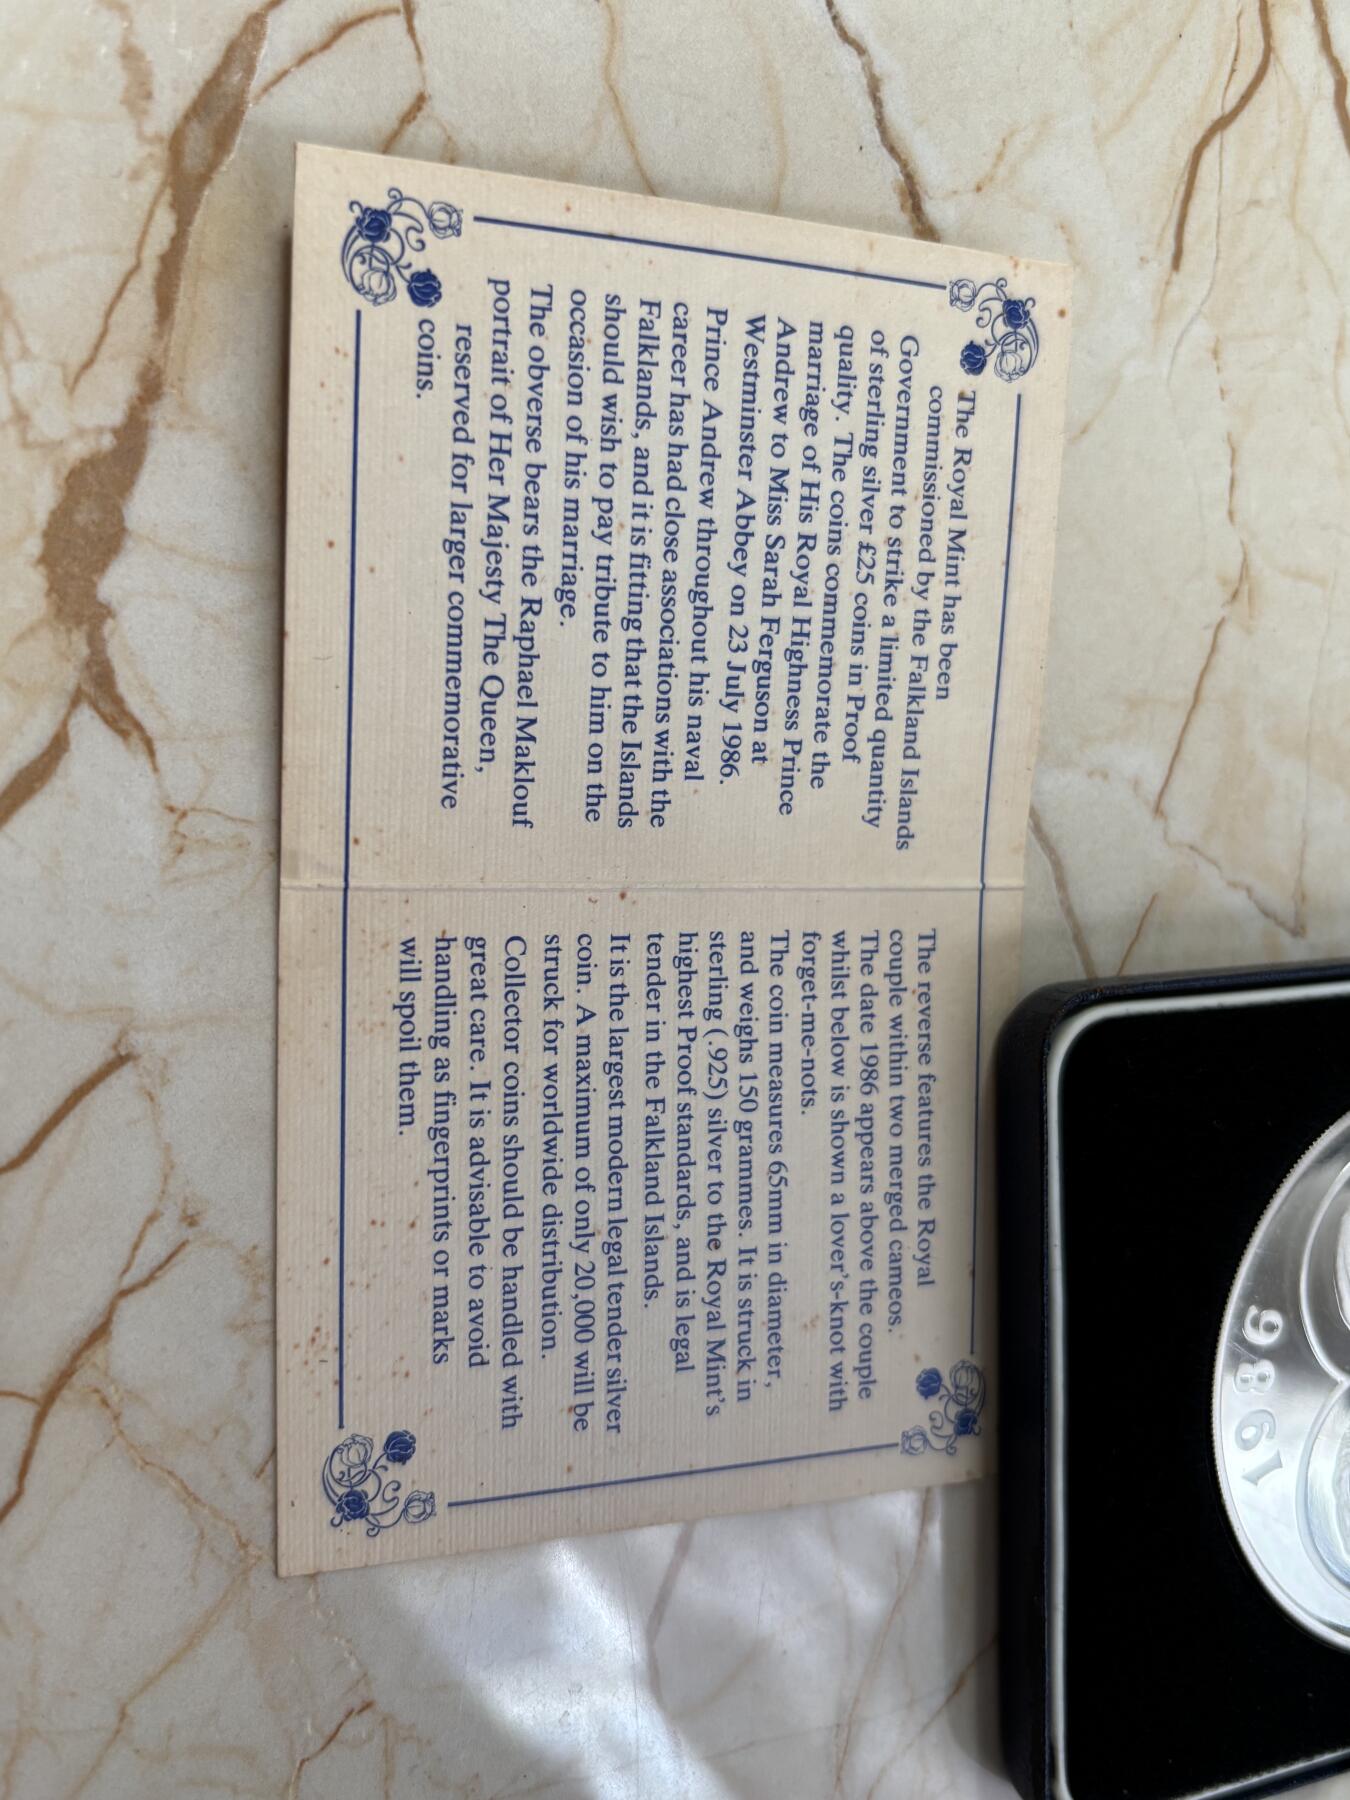 The Royal Mint has been
commissioned by the Falkland Islands
Government to strike a limited quantity
of sterling silver £25 coins in Proof
quality. The coins commemorate the
marriage of His Royal Highness Prince
Andrew to Miss Sarah Ferguson at
Westminster Abbey on 23 July 1986.
Prince Andrew throughout his naval
career has had close associations with the
Falklands, and it is fitting that the Islands
should wish to pay tribute to him on the
occasion of his marriage.
The obverse bears the Raphael Maklouf
portrait of Her Majesty The Queen,
reserved for larger commemorative
coins.
The reverse features the Royal
couple within two merged cameos.
The date 1986 appears above the couple
whilst below is shown a lover's-knot with
forget-me-nots.
The coin measures 65mm in diameter,
and weighs 150 grammes. It is struck in
sterling (.925) silver to the Royal Mint's
highest Proof standards, and is legal
tender in the Falkland Islands.
It is the largest modern legal tender silver
coin. A maximum of only 20,000 will be
struck for worldwide distribution.
Collector coins should be handled with
great care. It is advisable to avoid
handling as fingerprints or marks
will spoil them.
1986